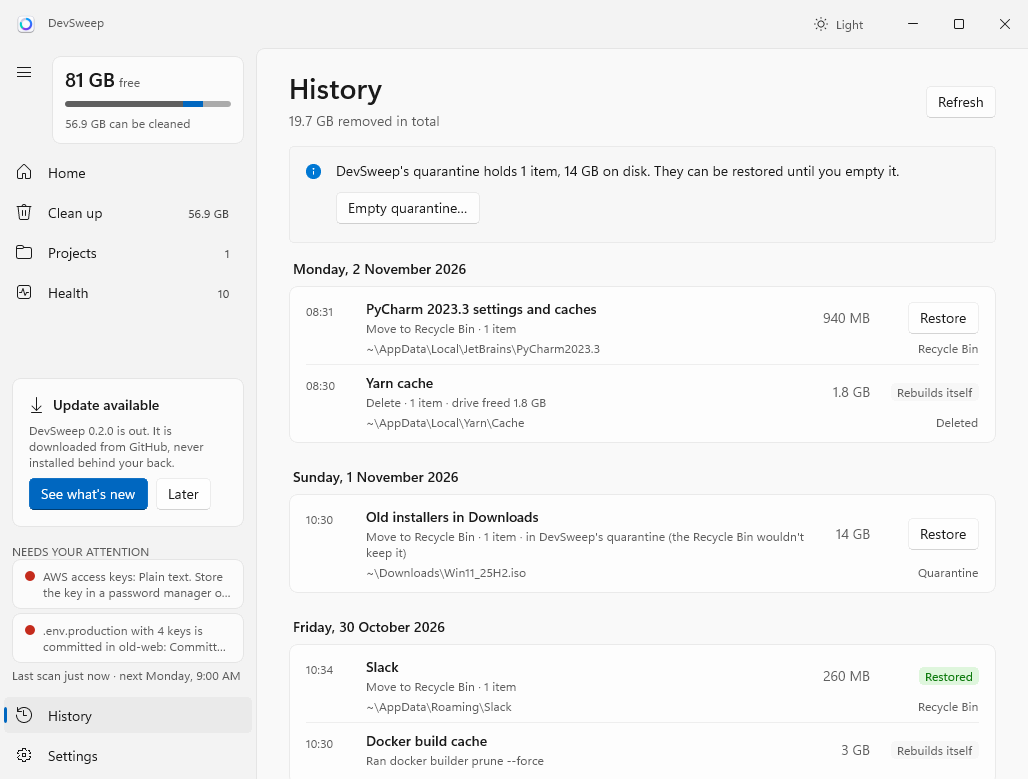 DevSweep
Light
81 GB free
56.9 GB can be cleaned
Home
Clean up 56.9 GB
Projects 1
Health 10
Update available
DevSweep 0.2.0 is out. It is
downloaded from GitHub, never
installed behind your back.
See what's new
Later
NEEDS YOUR ATTENTION
AWS access keys: Plain text. Store
the key in a password manager o...
.env.production with 4 keys is
committed in old-web: Committ...
Last scan just now · next Monday, 9:00 AM
History
Settings
History
19.7 GB removed in total
Refresh
DevSweep's quarantine holds 1 item, 14 GB on disk. They can be restored until you empty it.
Empty quarantine...
Monday, 2 November 2026
08:31 PyCharm 2023.3 settings and caches 940 MB Restore
Move to Recycle Bin · 1 item
~\AppData\Local\JetBrains\PyCharm2023.3 Recycle Bin
08:30 Yarn cache 1.8 GB Rebuilds itself
Delete · 1 item · drive freed 1.8 GB
~\AppData\Local\Yarn\Cache Deleted
Sunday, 1 November 2026
10:30 Old installers in Downloads 14 GB Restore
Move to Recycle Bin · 1 item · in DevSweep's quarantine (the Recycle Bin wouldn't
keep it)
~\Downloads\Win11_25H2.iso Quarantine
Friday, 30 October 2026
10:34 Slack 260 MB Restored
Move to Recycle Bin · 1 item
~\AppData\Roaming\Slack Recycle Bin
10:30 Docker build cache 3 GB Rebuilds itself
Ran docker builder prune --force